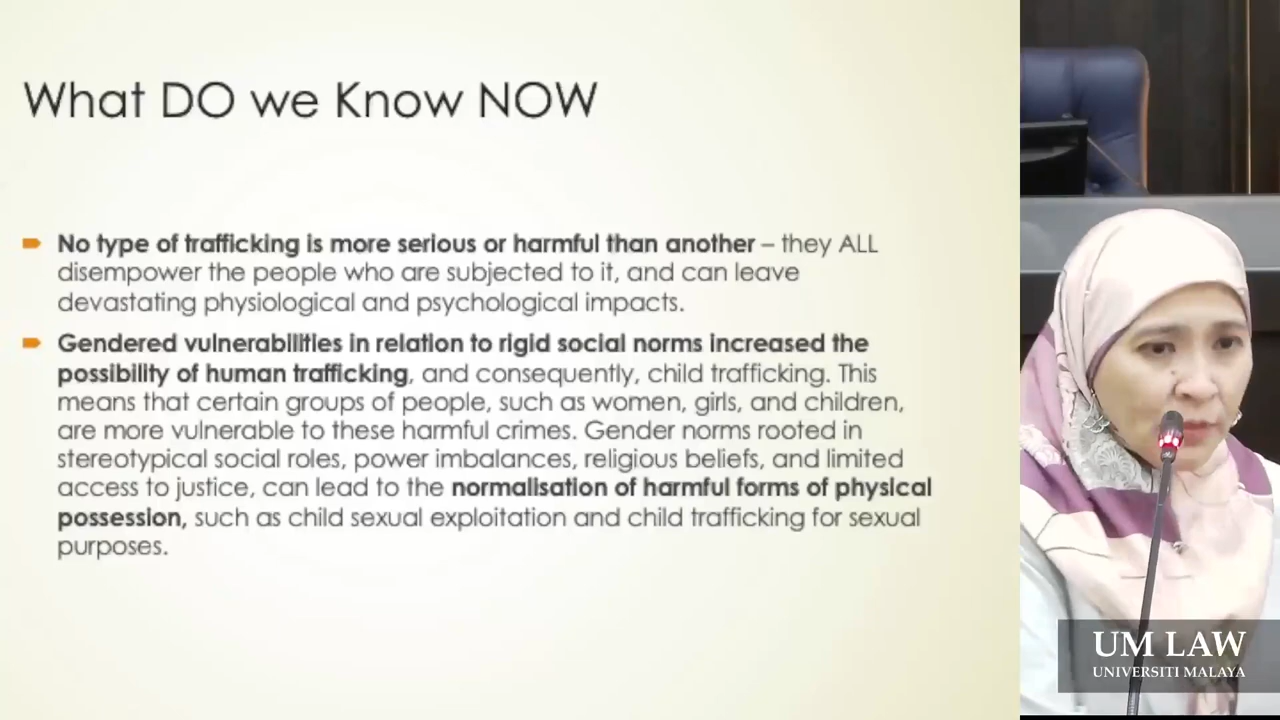 What DO we Know NOW
No type of trafficking is more serious or harmful than another – they ALL
disempower the people who are subjected to it, and can leave
devastating physiological and psychological impacts.
Gendered vulnerabilities in relation to rigid social norms increased the
possibility of human trafficking, and consequently, child trafficking. This
means that certain groups of people, such as women, girls, and children,
are more vulnerable to these harmful crimes. Gender norms rooted in
stereotypical social roles, power imbalances, religious beliefs, and limited
access to justice, can lead to the normalisation of harmful forms of physical
possession, such as child sexual exploitation and child trafficking for sexual
purposes.
UM LAW
UNIVERSITI MALAYA